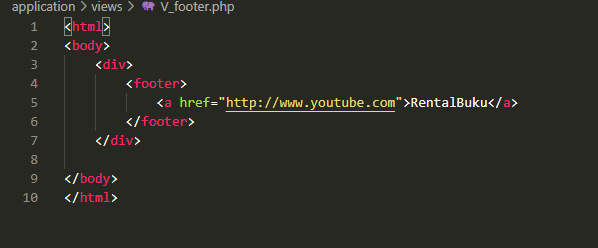 application > views > V_footer.php
1 <html>
2 <body>
3     <div>
4         <footer>
5             <a href="http://www.youtube.com">RentalBuku</a>
6         </footer>
7     </div>
8
9 </body>
10 </html>